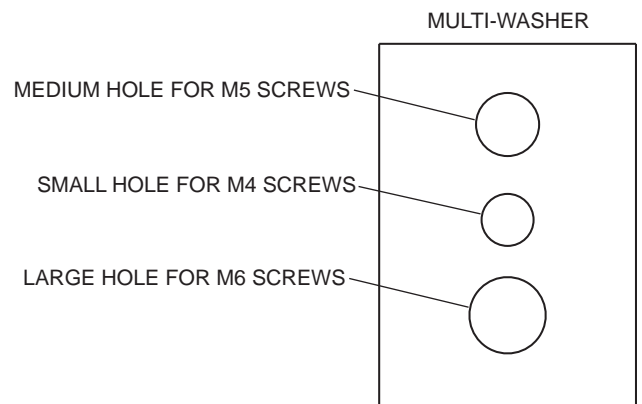 MULTI-WASHER
MEDIUM HOLE FOR M5 SCREWS
SMALL HOLE FOR M4 SCREWS
LARGE HOLE FOR M6 SCREWS